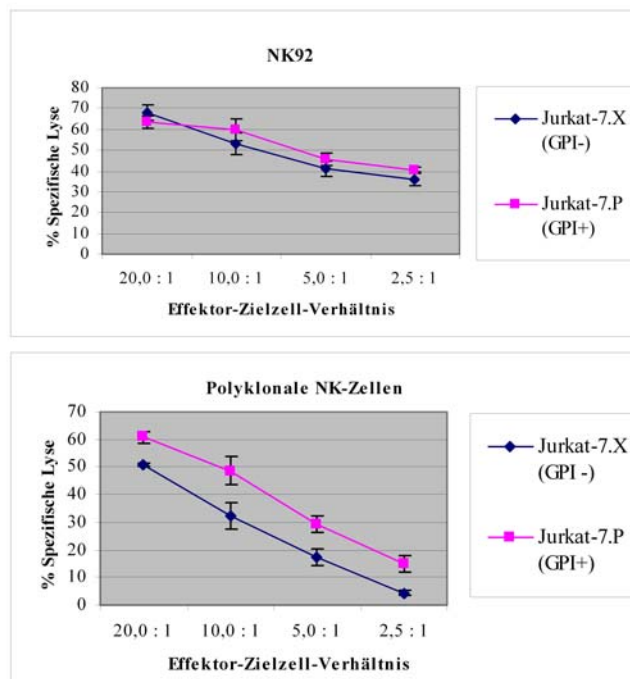 NK92
% Spezifische Lyse
80
70
60
50
40
30
20
10
0
20,0 : 1 10,0 : 1 5,0 : 1 2,5 : 1
Effektor-Zielzell-Verhältnis
Jurkat-7.X
(GPI-)
Jurkat-7.P
(GPI+)
Polyklonale NK-Zellen
% Spezifische Lyse
70
60
50
40
30
20
10
0
20,0 : 1 10,0 : 1 5,0 : 1 2,5 : 1
Effektor-Zielzell-Verhältnis
Jurkat-7.X
(GPI -)
Jurkat-7.P
(GPI+)